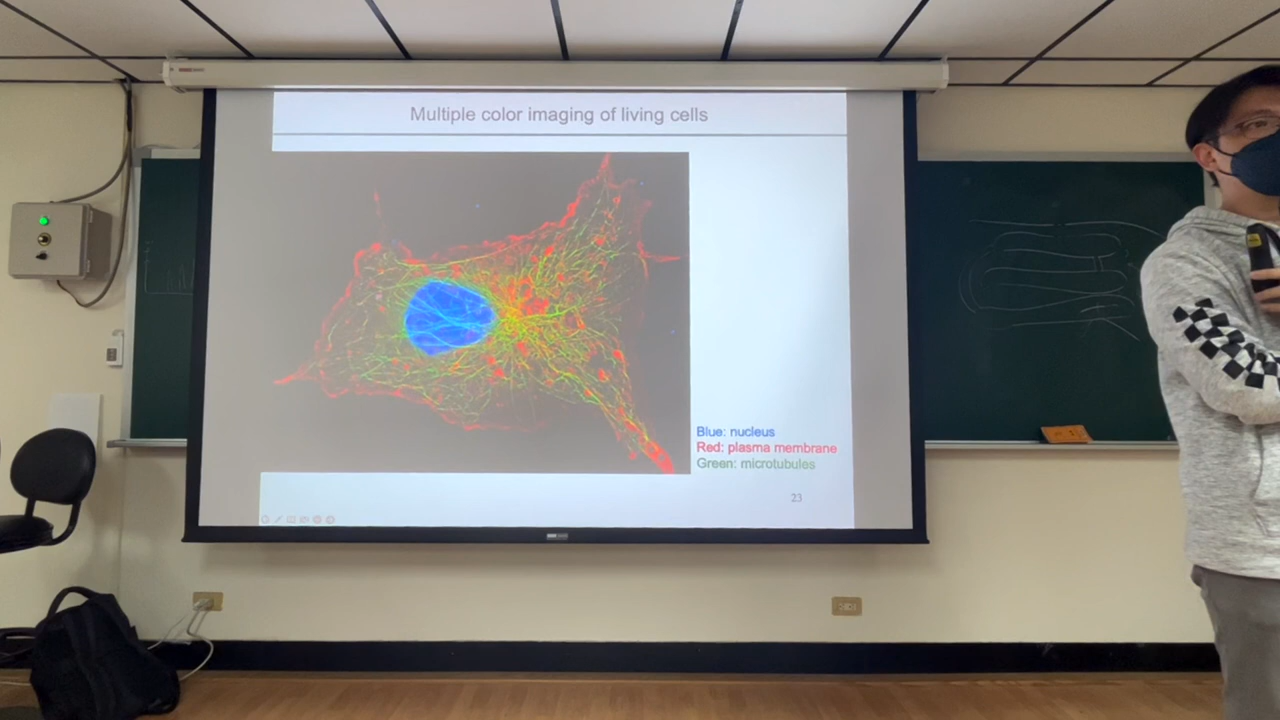 Multiple color imaging of living cells
Blue: nucleus
Red: plasma membrane
Green: microtubules
23